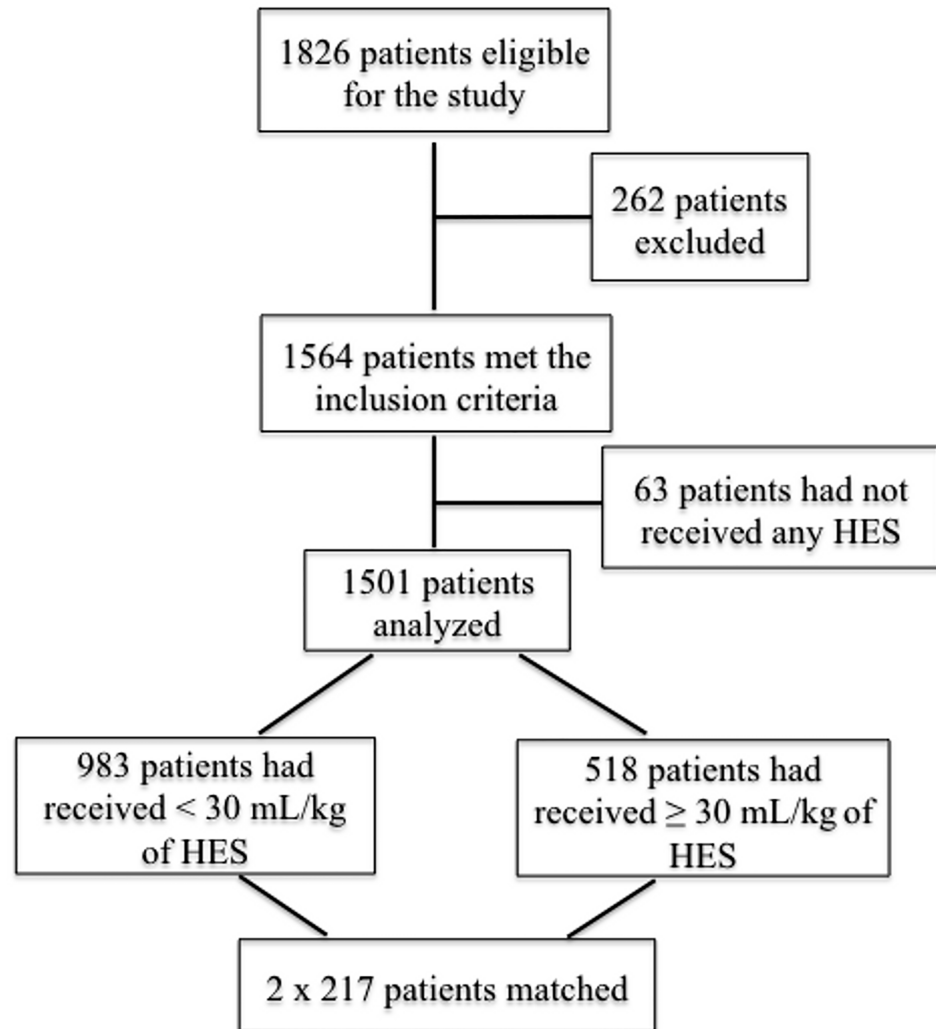 1826 patients eligible
for the study
262 patients
excluded
1564 patients met the
inclusion criteria
63 patients had not
received any HES
1501 patients
analyzed
983 patients had
received < 30 mL/kg
of HES
518 patients had
received ≥ 30 mL/kg of
HES
2 x 217 patients matched